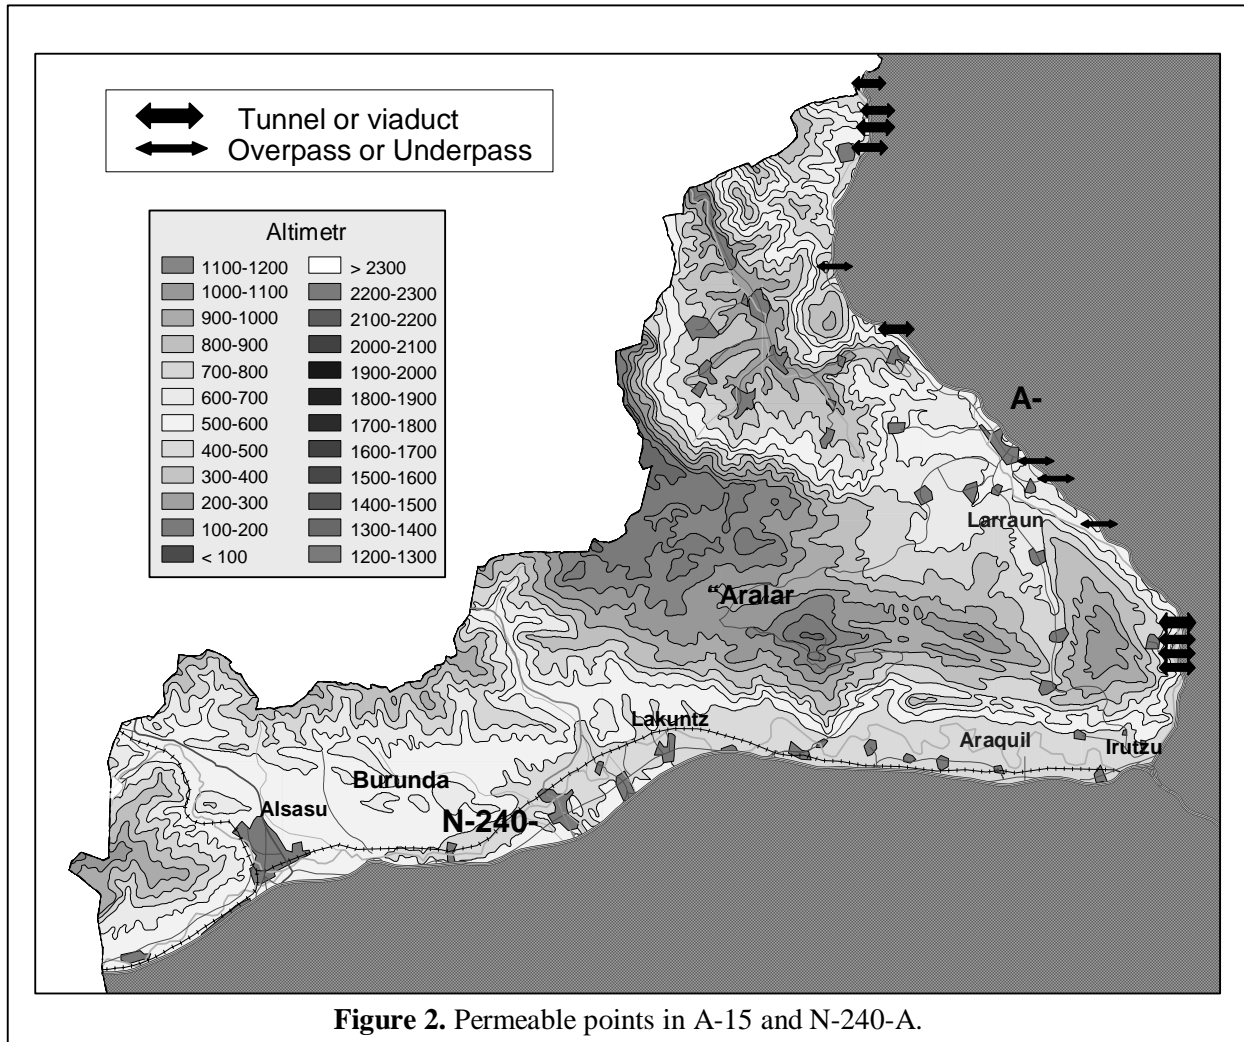 Tunnel or viaduct
Overpass or Underpass
Altimetr
1100-1200 > 2300
1000-1100 2200-2300
900-1000 2100-2200
800-900 2000-2100
700-800 1900-2000
600-700 1800-1900
500-600 1700-1800
400-500 1600-1700
300-400 1500-1600
200-300 1400-1500
100-200 1300-1400
< 100 1200-1300
A-
Larraun
“Aralar
Lakuntz
Araquil
Irutzu
Burunda
Alsasu
N-240-
Figure 2. Permeable points in A-15 and N-240-A.